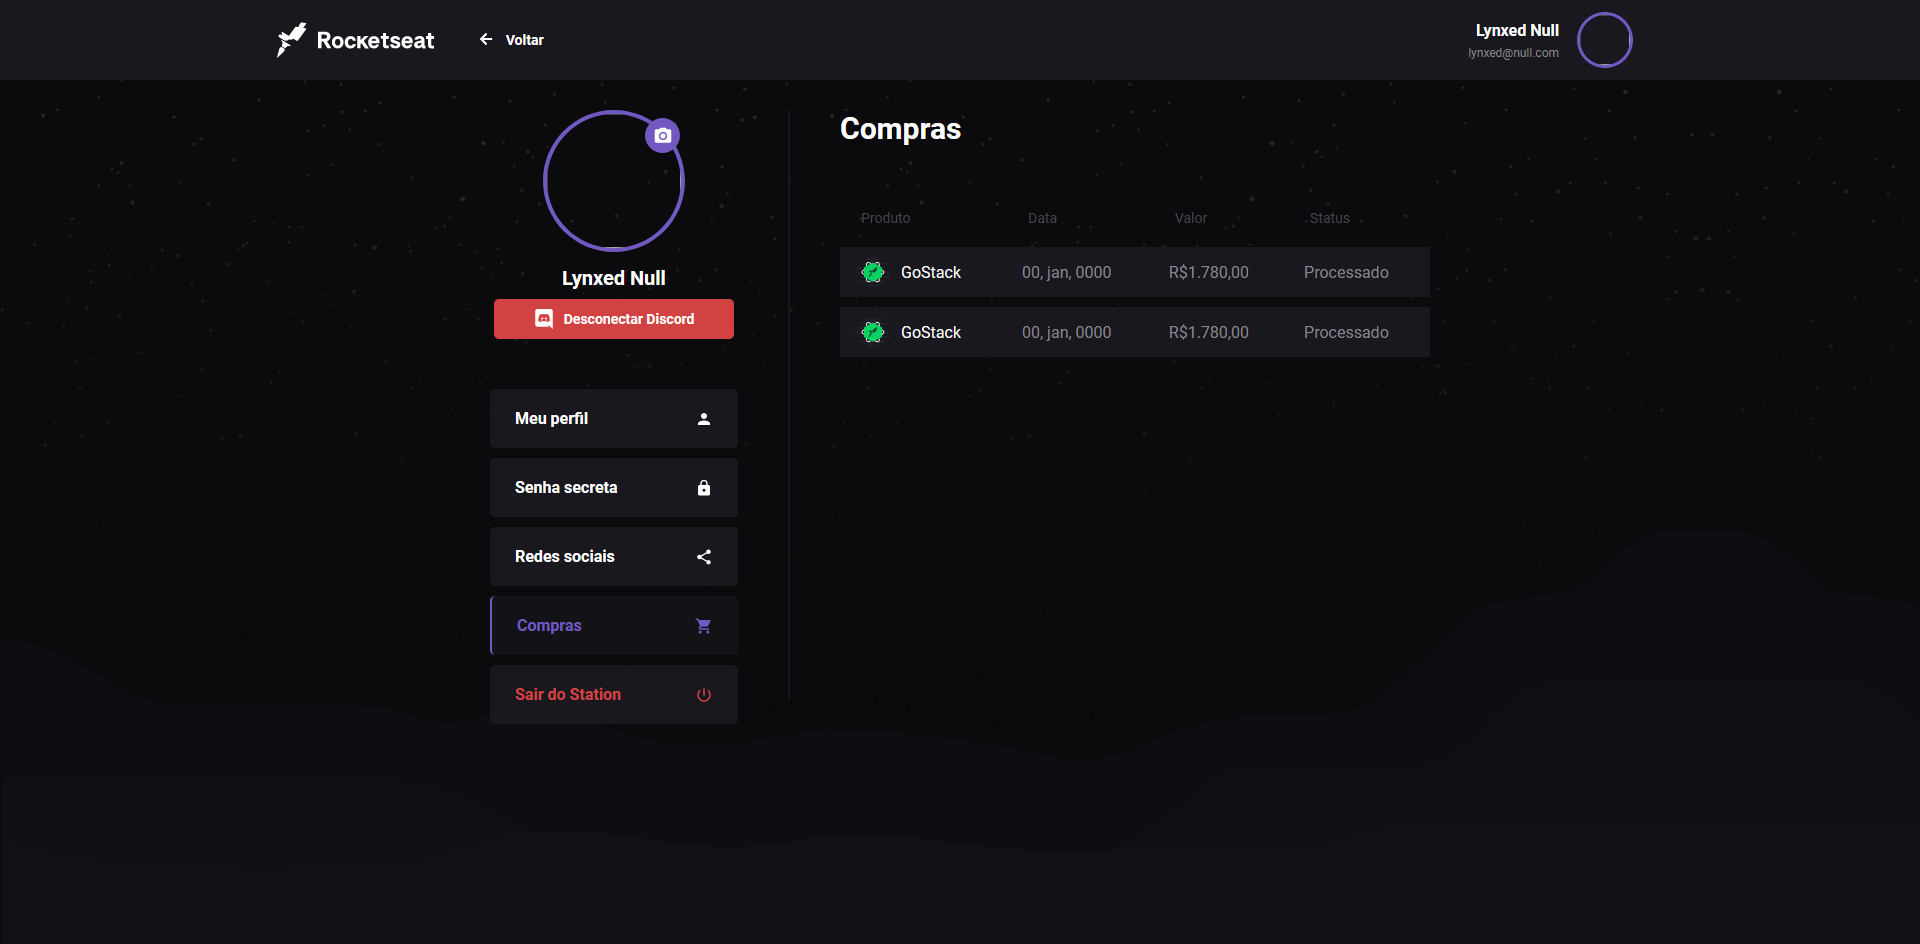 Rocketseat
Voltar
Lynxed Null
lynxed@null.com
Lynxed Null
Desconectar Discord
Meu perfil
Senha secreta
Redes sociais
Compras
Sair do Station
Compras
Produto Data Valor Status
GoStack 00, jan, 0000 R$1.780,00 Processado
GoStack 00, jan, 0000 R$1.780,00 Processado